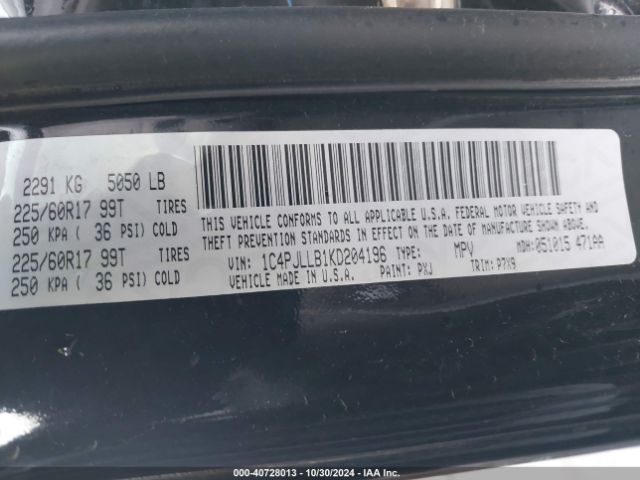 2291 KG 5050 LB
225/60R17 99T TIRES
250 KPA ( 36 PSI) COLD
225/60R17 99T TIRES
250 KPA ( 36 PSI) COLD
THIS VEHICLE CONFORMS TO ALL APPLICABLE U.S.A. FEDERAL MOTOR VEHICLE SAFETY AND
THEFT PREVENTION STANDARDS IN EFFECT ON THE DATE OF MANUFACTURE SHOWN ABOVE.
VIN: 1C4PJLLB1KD204196 TYPE: MPV MDH: 051015 471AA
MADE IN U.S.A. PAINT: PXJ TRIM: P7X9
000-40728013 - 10/30/2024 - IAA Inc.